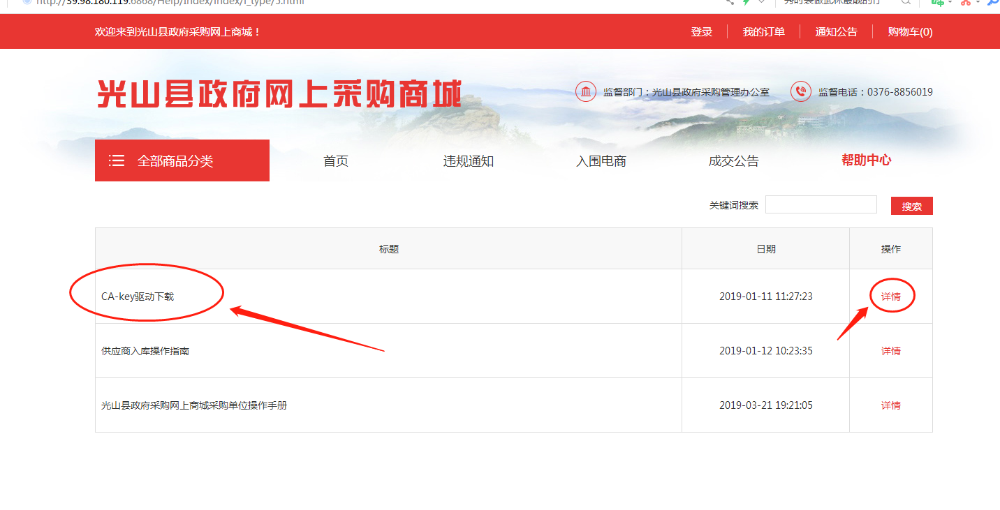 http://39.98.180.119:6868/Help/Index/index/f_type/5.html
欢迎来到光山县政府采购网上商城！
登录 我的订单 通知公告 购物车(0)
光山县政府网上采购商城
监督部门：光山县政府采购管理办公室 监督电话：0376-8856019
全部商品分类 首页 违规通知 入围电商 成交公告 帮助中心
关键词搜索 搜索
标题 日期 操作
CA-key驱动下载 2019-01-11 11:27:23 详情
供应商入库操作指南 2019-01-12 10:23:35 详情
光山县政府采购网上商城采购单位操作手册 2019-03-21 19:21:05 详情